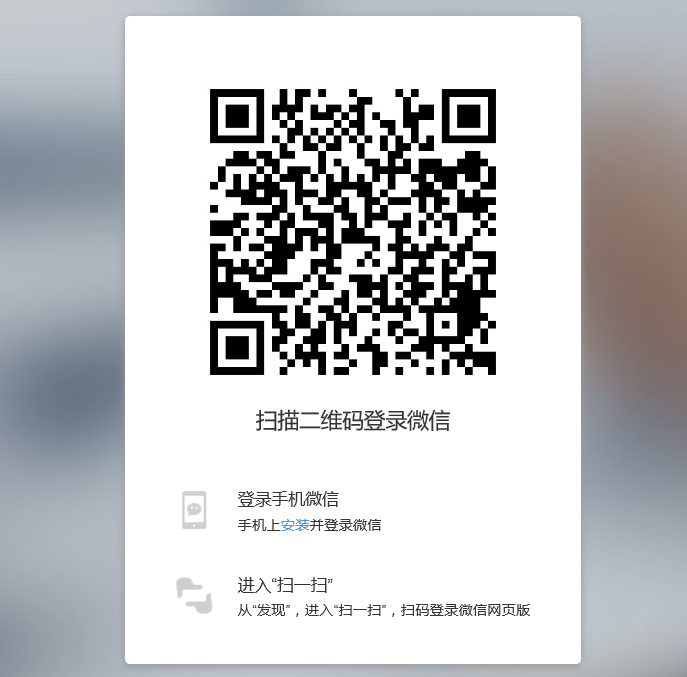 扫描二维码登录微信
登录手机微信
手机上安装并登录微信
进入“扫一扫”
从“发现”，进入“扫一扫”，扫码登录微信网页版